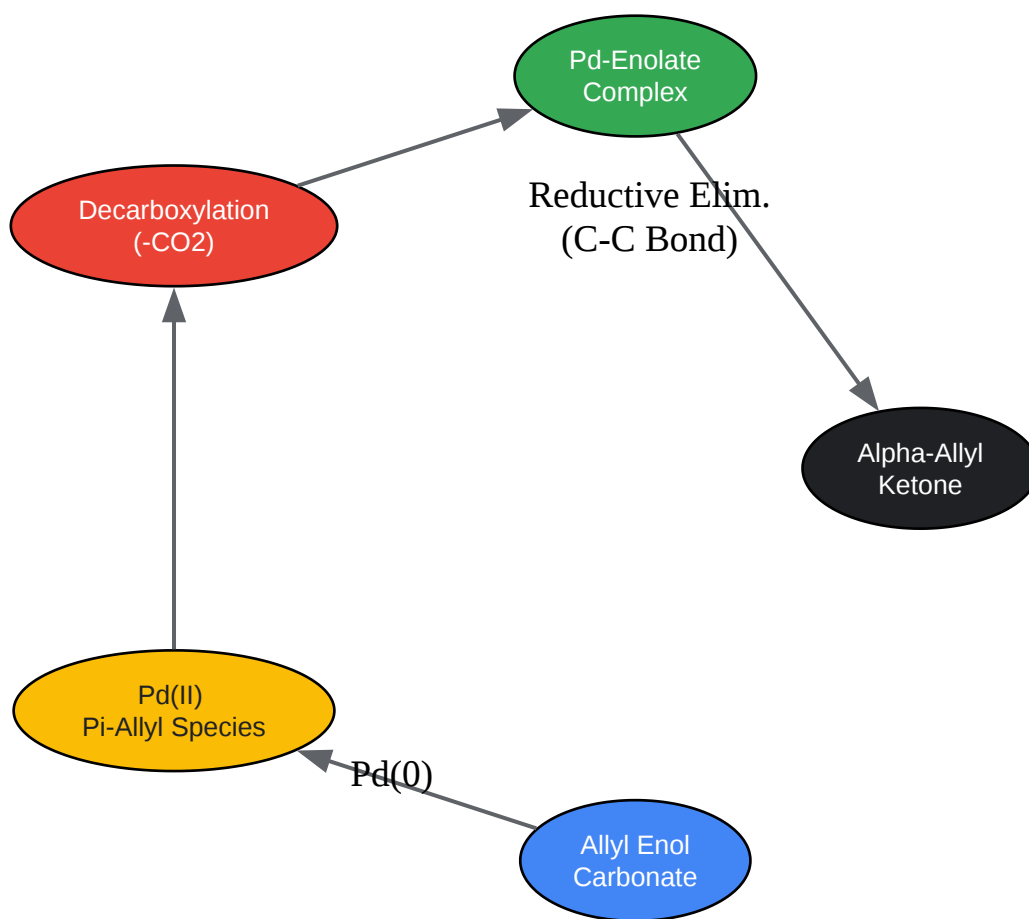 Pd-Enolate
Complex
Reductive Elim.
(C-C Bond)
Decarboxylation
(-CO2)
Alpha-Allyl
Ketone
Pd(II)
Pi-Allyl Species
Pd(0)
Allyl Enol
Carbonate